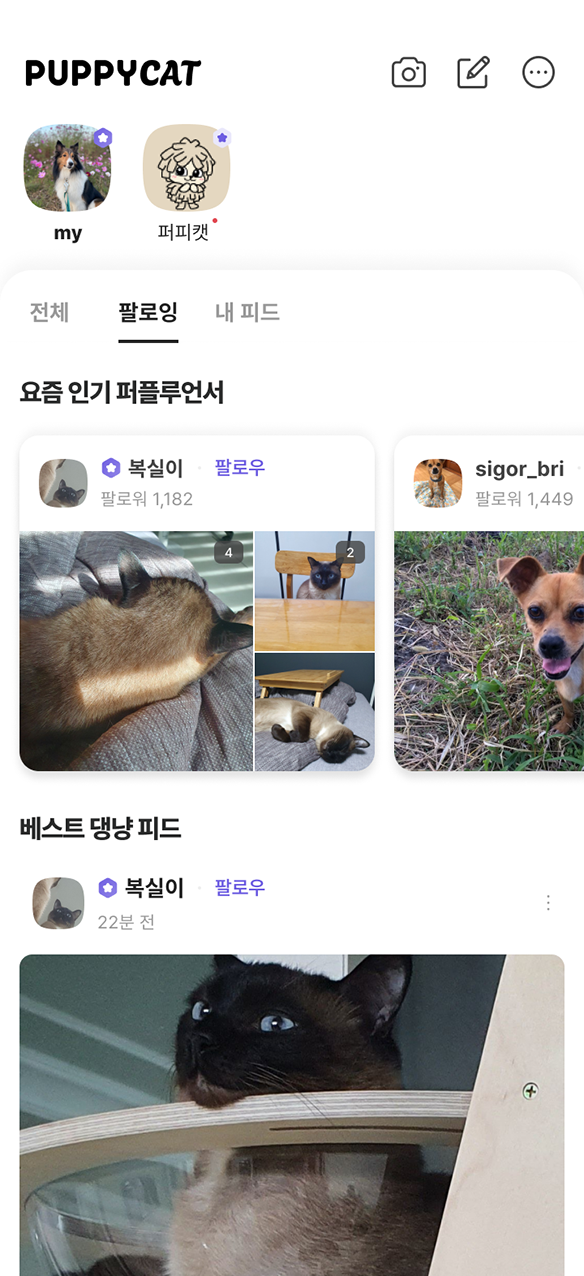 PUPPYCAT
my
퍼피캣
전체 팔로잉 내 피드
요즘 인기 퍼플루언서
복실이 · 팔로우
팔로워 1,182
4
2
sigor_bri ·
팔로워 1,449
베스트 댕냥 피드
복실이 · 팔로우
22분 전